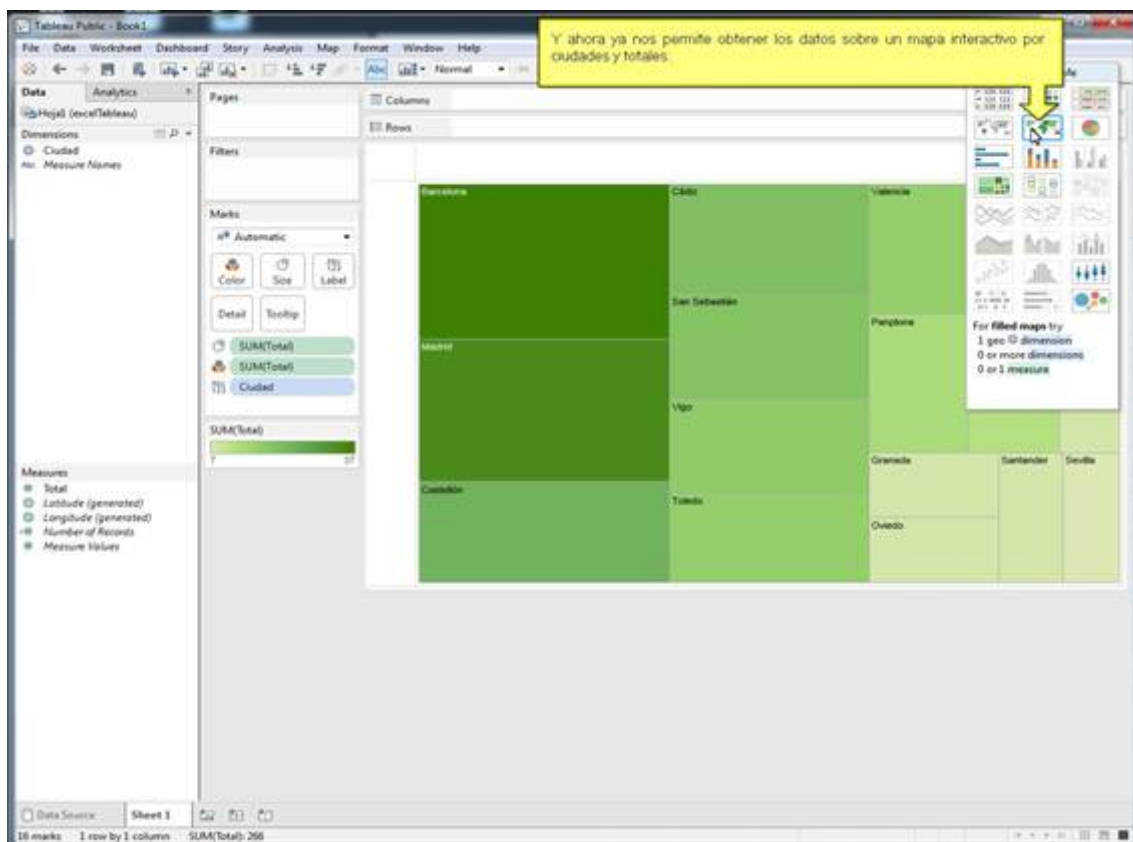 Tableau Public - Book1
File Data Worksheet Dashboard Story Analysis Map Format Window Help
Y ahora ya nos permite obtener los datos sobre un mapa interactivo por
ciudades y totales.
Abc
Normal
Data
Analytics
Hoja1 (excelTableau)
Dimensions
Ciudad
Abc Measure Names
Measures
Total
Latitude (generated)
Longitude (generated)
Number of Records
Measure Values
Pages
Filters
Marks
Automatic
Color Size Label
Detail Tooltip
SUM(Total)
SUM(Total)
Ciudad
SUM(Total)
7
Columns
Rows
Barcelona
Madrid
Castellón
Cádiz
San Sebastián
Vigo
Toledo
Valencia
Pamplona
Granada
Oviedo
Santander
Sevilla
For filled maps try
1 geo dimension
0 or more dimensions
0 or 1 measure
Data Source Sheet 1
16 marks 1 row by 1 column SUM(Total): 266